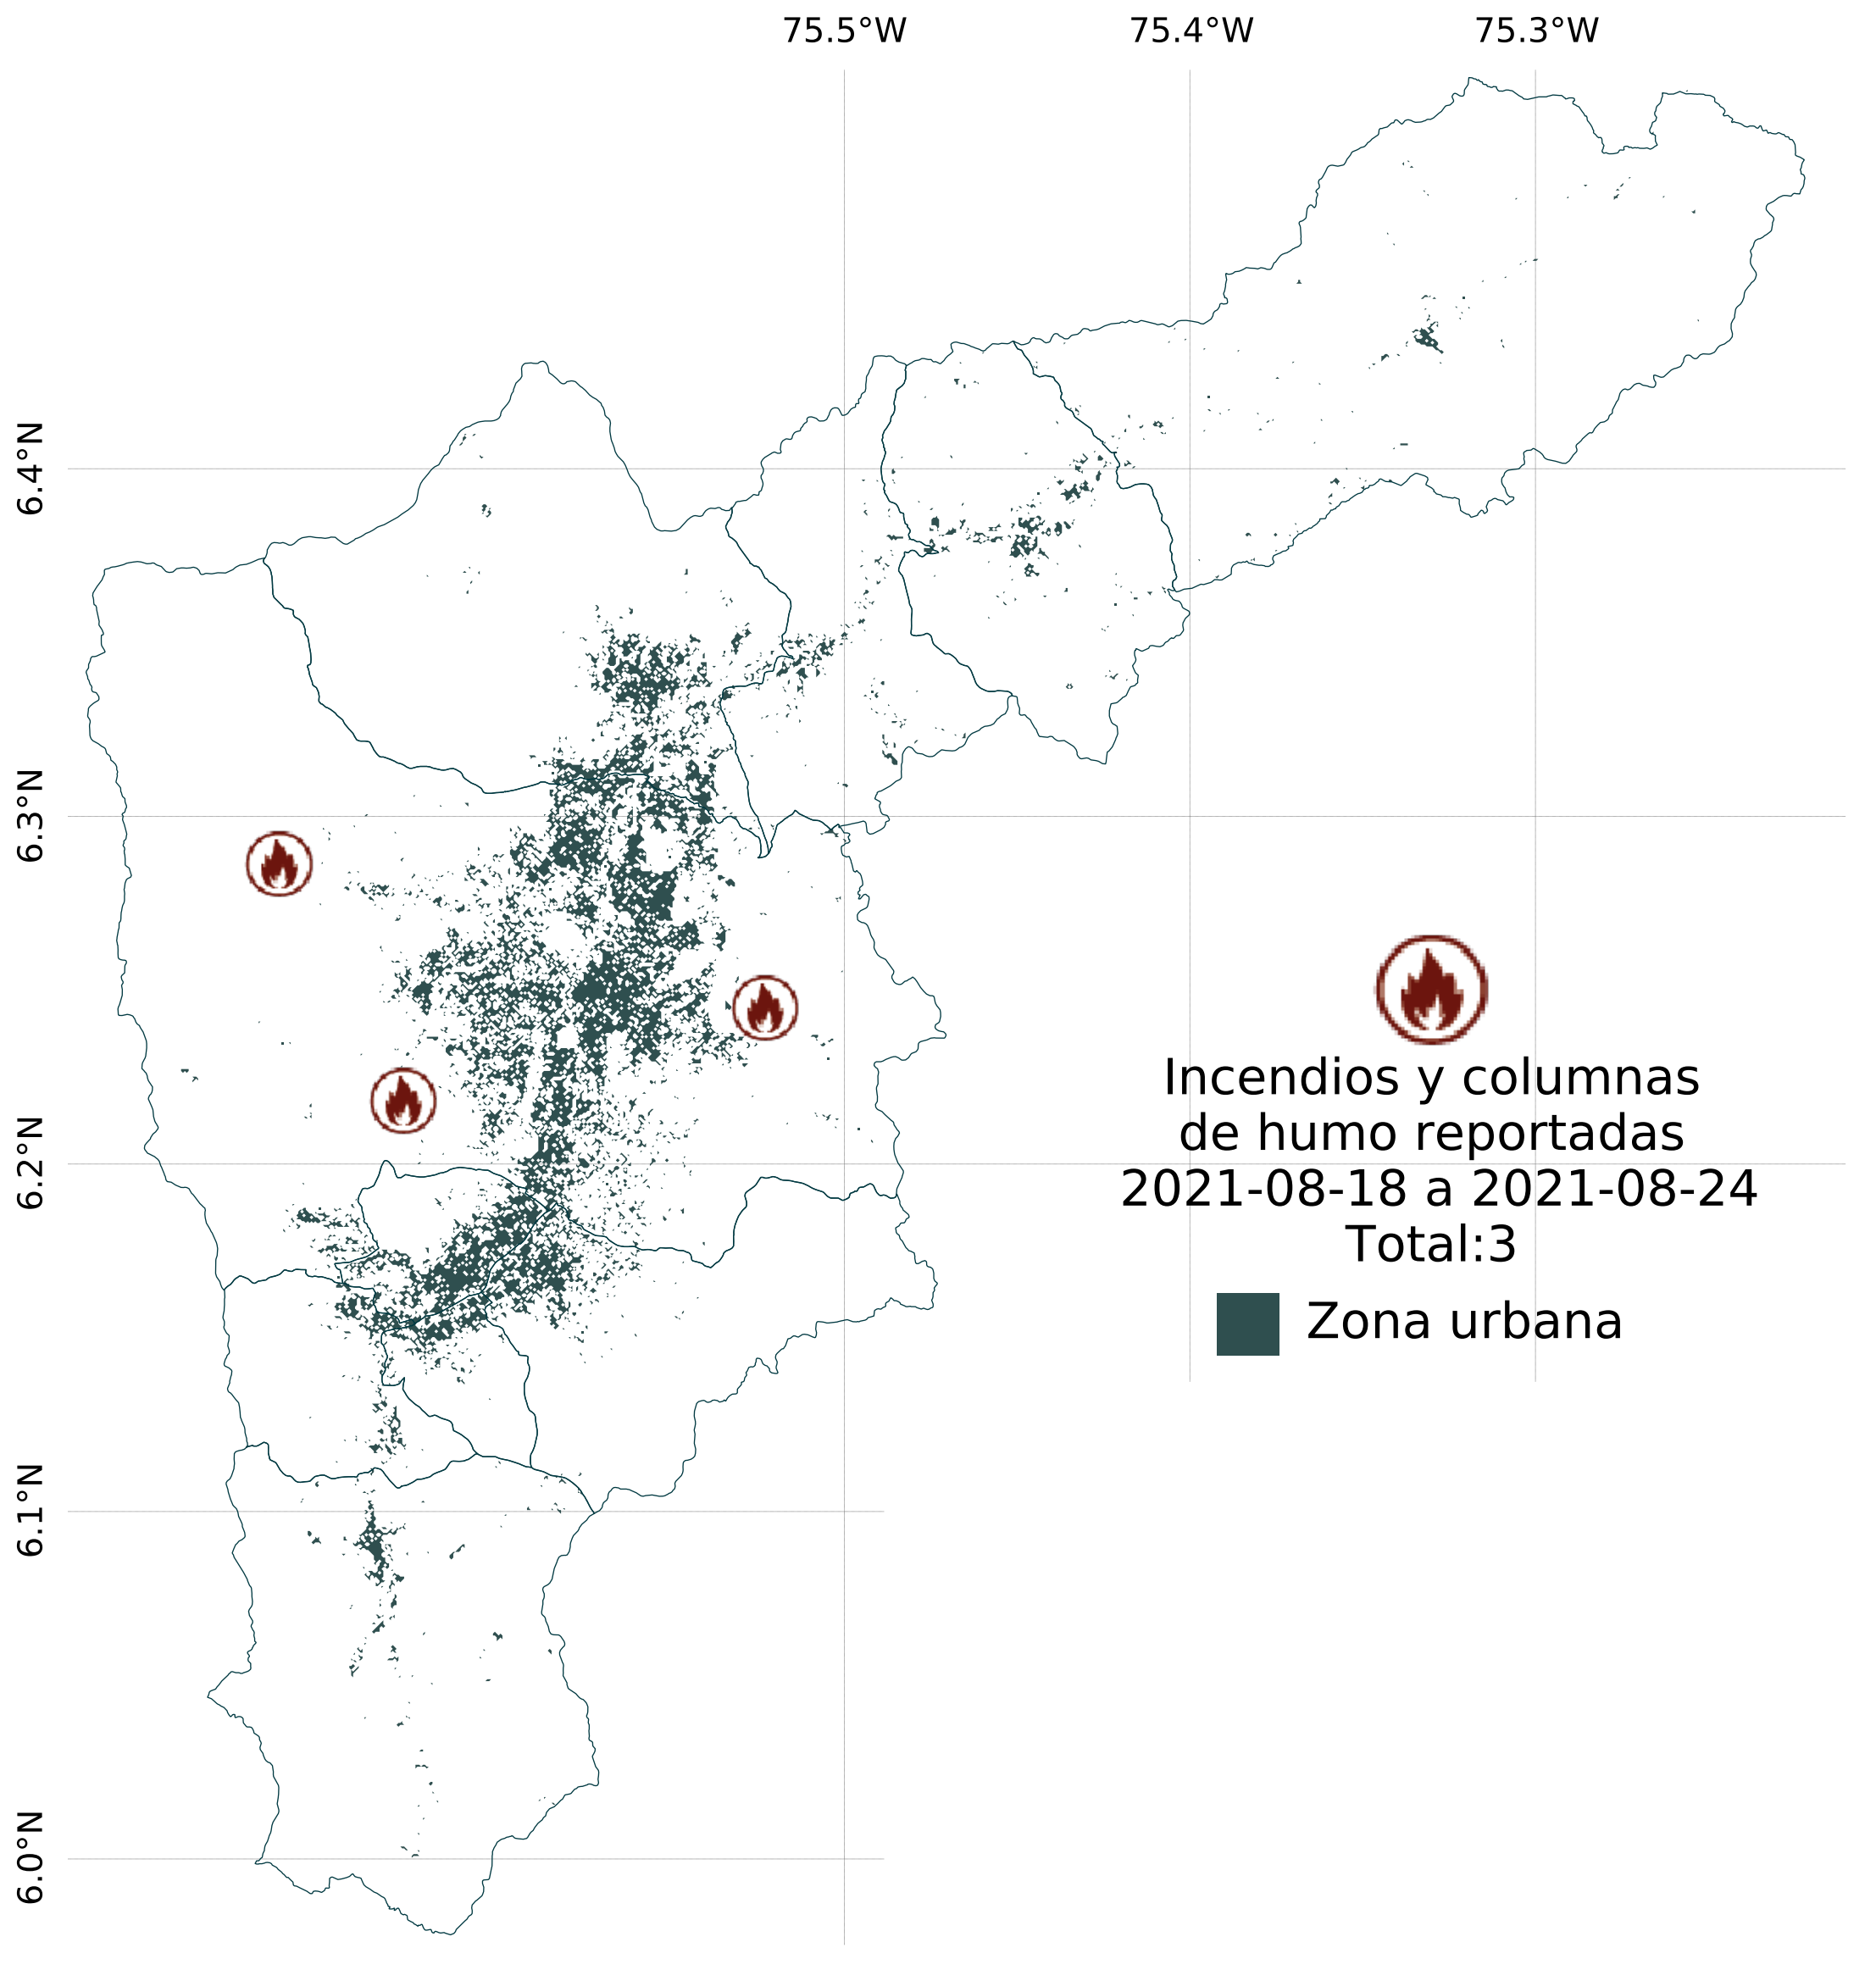 75.5°W 75.4°W 75.3°W
6.4°N
6.3°N
6.2°N
6.1°N
6.0°N
Incendios y columnas
de humo reportadas
2021-08-18 a 2021-08-24
Total:3
Zona urbana